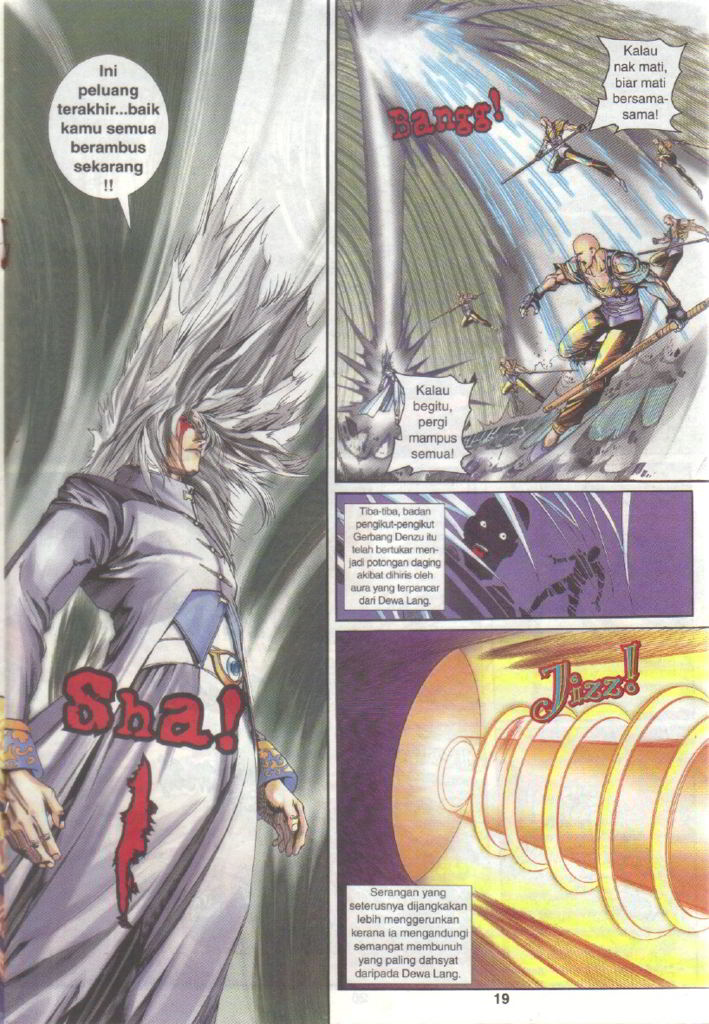 Ini
peluang
terakhir...baik
kamu semua
berambus
sekarang
!!
Sha!
Kalau
nak mati,
biar mati
bersama-
sama!
Bangg!
Kalau
begitu,
pergi
mampus
semua!
Tiba-tiba, badan
pengikut-pengikut
Gerbang Denzu itu
telah bertukar men-
jadi potongan daging
akibat dihiris oleh
aura yang terpancar
dari Dewa Lang.
Jizz!
Serangan yang
seterusnya dijangkakan
lebih menggerunkan
kerana ia mengandungi
semangat membunuh
yang paling dahsyat
daripada Dewa Lang.
19